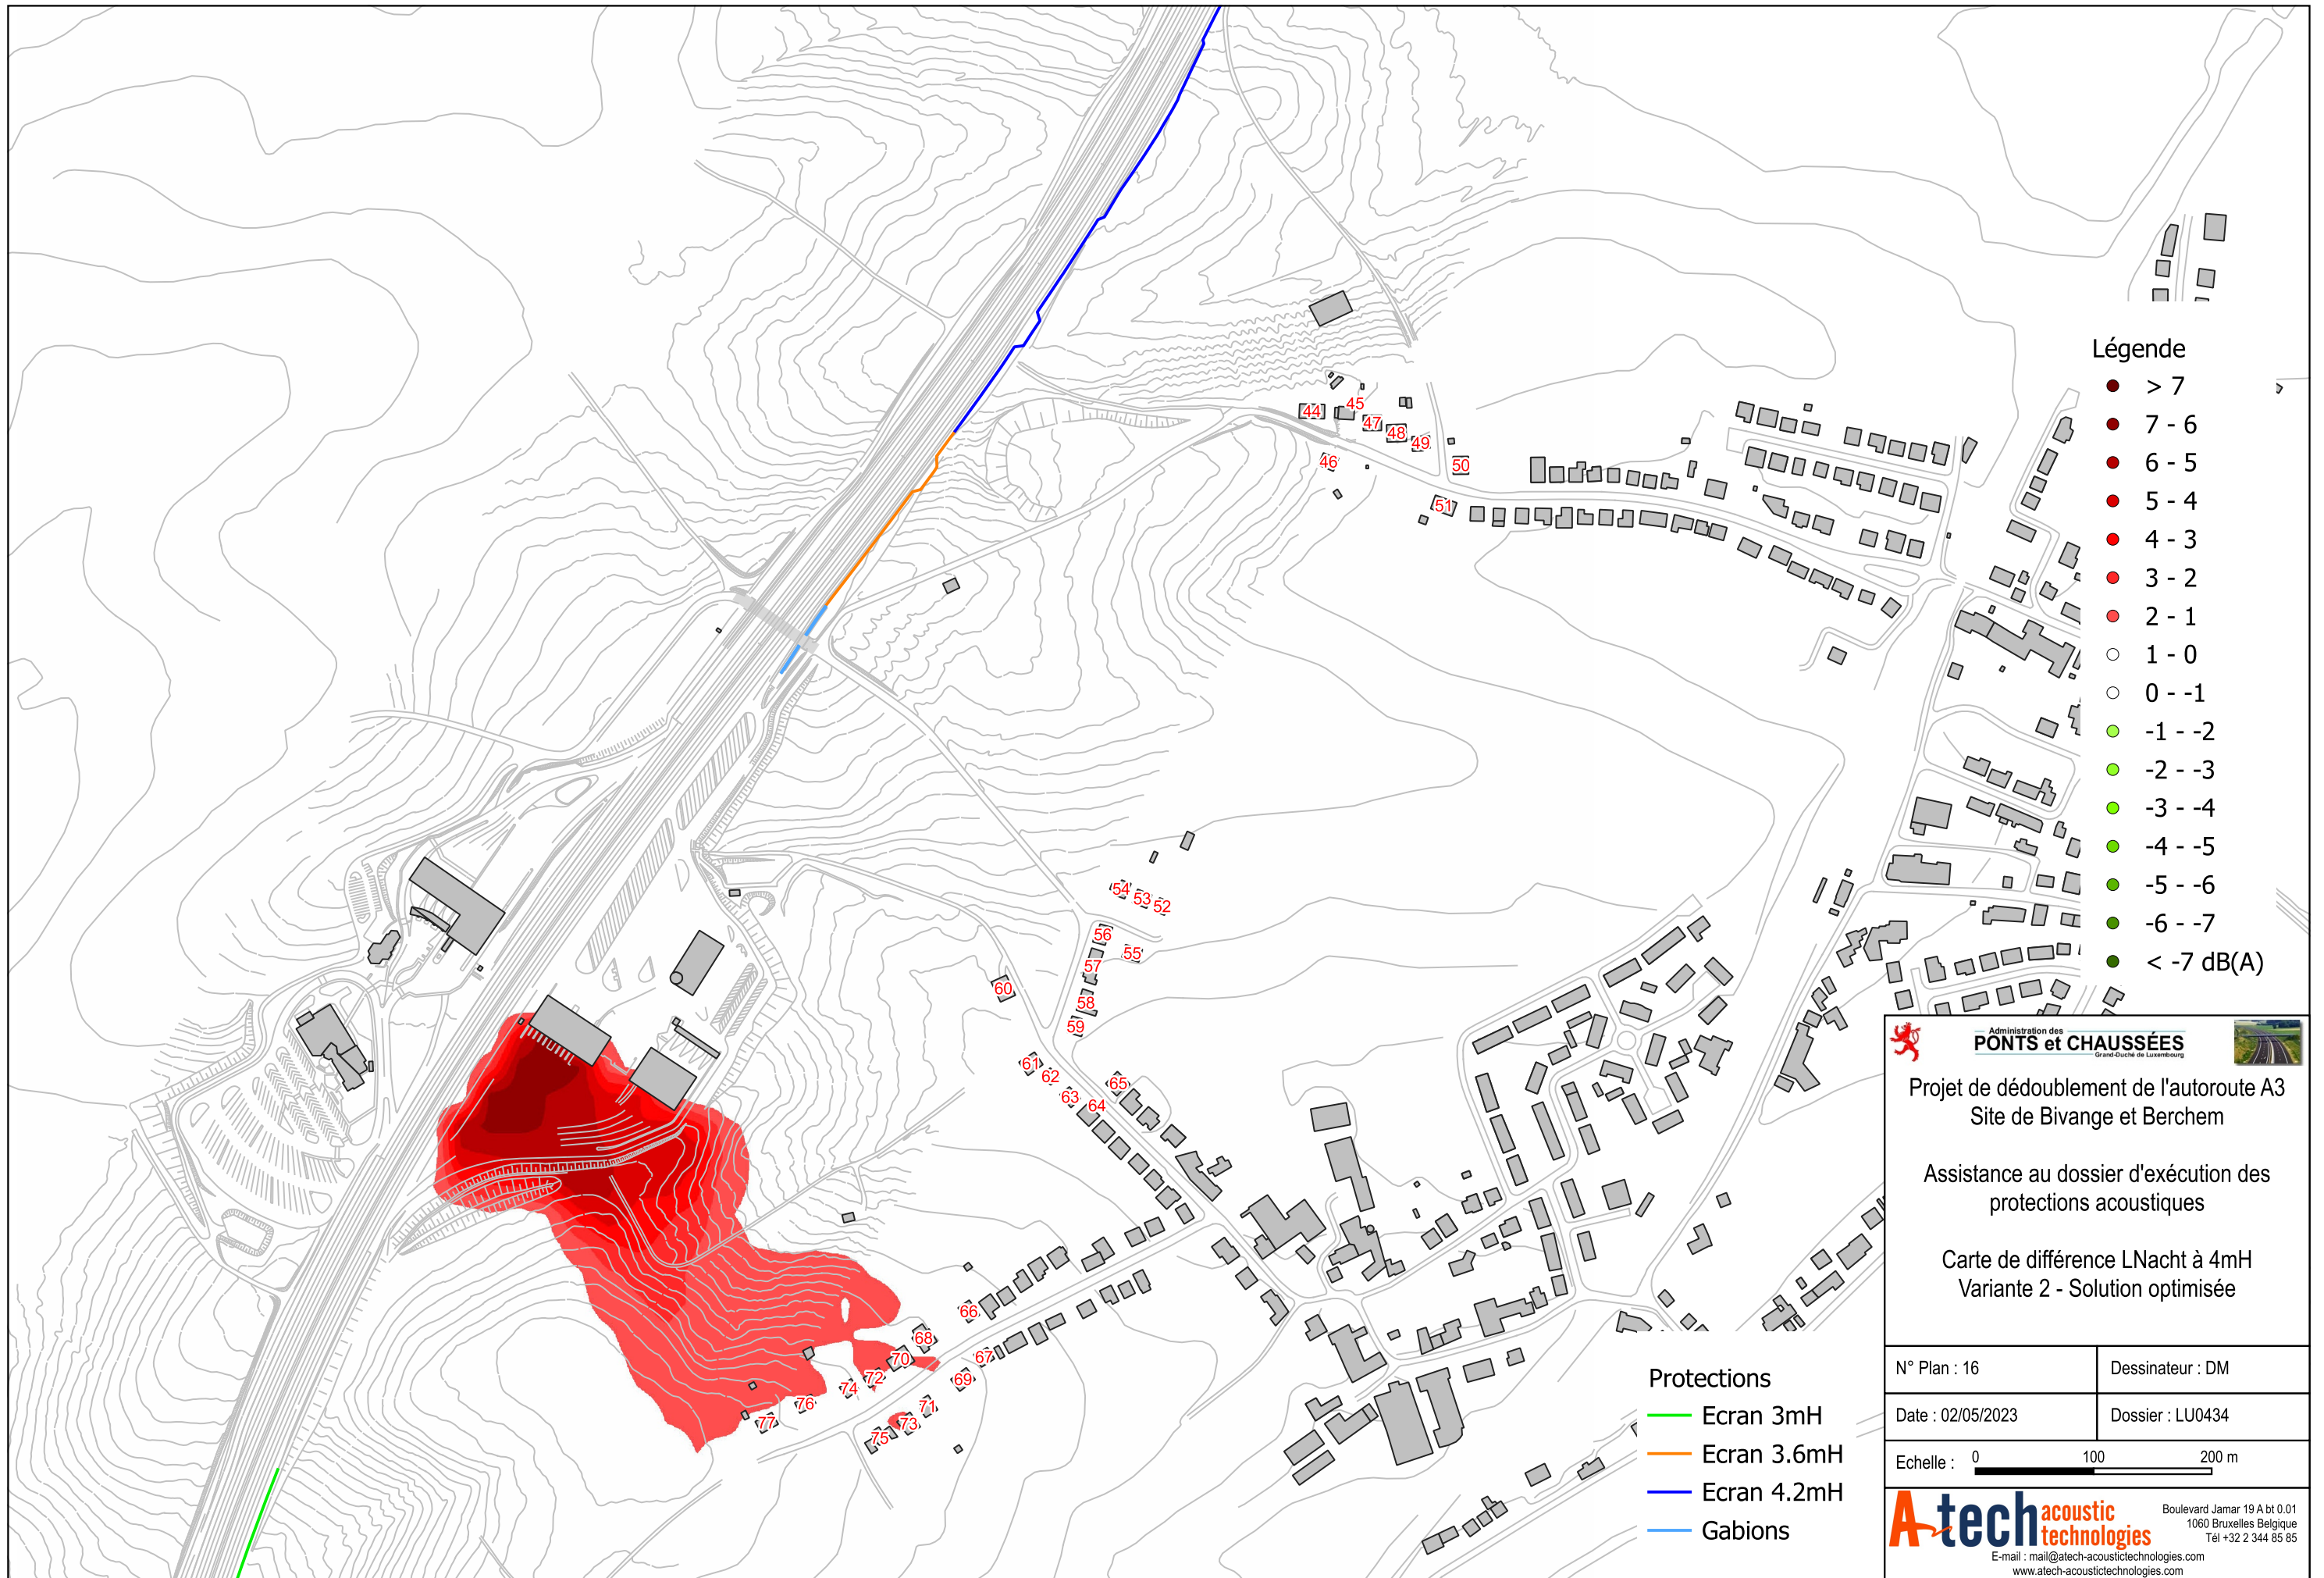 44
45
47
48
49
46
50
51
54
53
52
56
55
57
58
59
60
61
62
63
64
65
66
68
67
70
69
72
74
76
77
71
73
75
Légende
> 7
7 - 6
6 - 5
5 - 4
4 - 3
3 - 2
2 - 1
1 - 0
0 - -1
-1 - -2
-2 - -3
-3 - -4
-4 - -5
-5 - -6
-6 - -7
< -7 dB(A)
Protections
Ecran 3mH
Ecran 3.6mH
Ecran 4.2mH
Gabions
Administration des
PONTS et CHAUSSÉES
Grand-Duché de Luxembourg
Projet de dédoublement de l'autoroute A3
Site de Bivange et Berchem
Assistance au dossier d'exécution des
protections acoustiques
Carte de différence LNacht à 4mH
Variante 2 - Solution optimisée
N° Plan : 16
Dessinateur : DM
Date : 02/05/2023
Dossier : LU0434
Echelle : 0 100 200 m
A-tech acoustic technologies
Boulevard Jamar 19 A bt 0.01
1060 Bruxelles Belgique
Tél +32 2 344 85 85
E-mail : mail@atech-acoustictechnologies.com
www.atech-acoustictechnologies.com